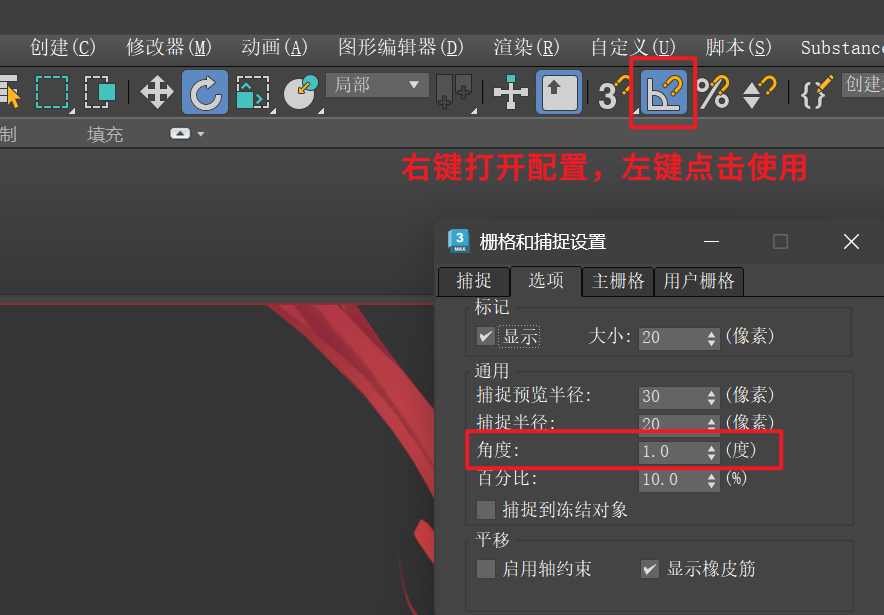 创建(C) 修改器(M) 动画(A) 图形编辑器(D) 渲染(R) 自定义(U) 脚本(S) Substance
局部
3
%
创建
制 填充
右键打开配置，左键点击使用
3 MAX 栅格和捕捉设置
捕捉 选项 主栅格 用户栅格
标记
显示 大小: 20 (像素)
通用
捕捉预览半径: 30 (像素)
捕捉半径: 20 (像素)
角度: 1.0 (度)
百分比: 10.0 (%)
捕捉到冻结对象
平移
启用轴约束 显示橡皮筋